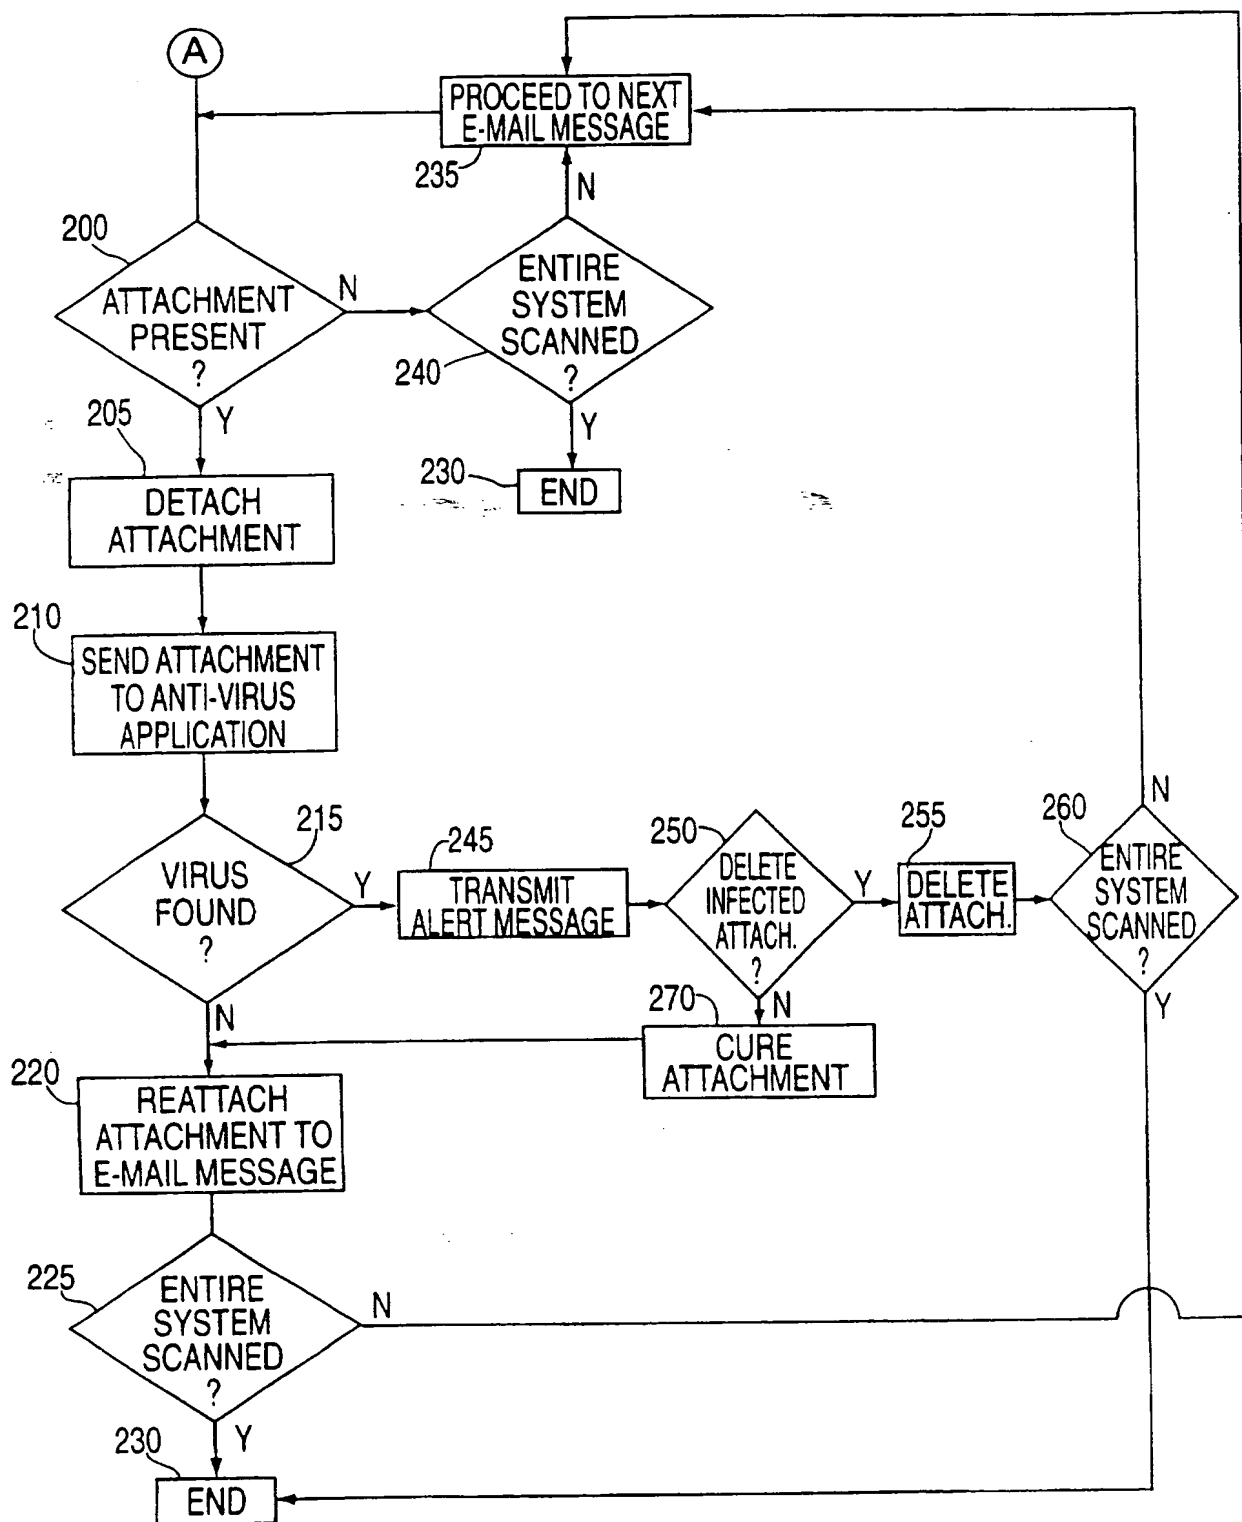 A
PROCEED TO NEXT
E-MAIL MESSAGE
235
N
200
ATTACHMENT
PRESENT
?
N
ENTIRE
SYSTEM
SCANNED
?
240
Y
Y
230
END
205
DETACH
ATTACHMENT
210
SEND ATTACHMENT
TO ANTI-VIRUS
APPLICATION
215
VIRUS
FOUND
?
Y
245
TRANSMIT
ALERT MESSAGE
250
DELETE
INFECTED
ATTACH.
?
Y
255
DELETE
ATTACH.
260
N
ENTIRE
SYSTEM
SCANNED
?
Y
N
N
270
CURE
ATTACHMENT
220
REATTACH
ATTACHMENT TO
E-MAIL MESSAGE
225
ENTIRE
SYSTEM
SCANNED
?
N
Y
230
END